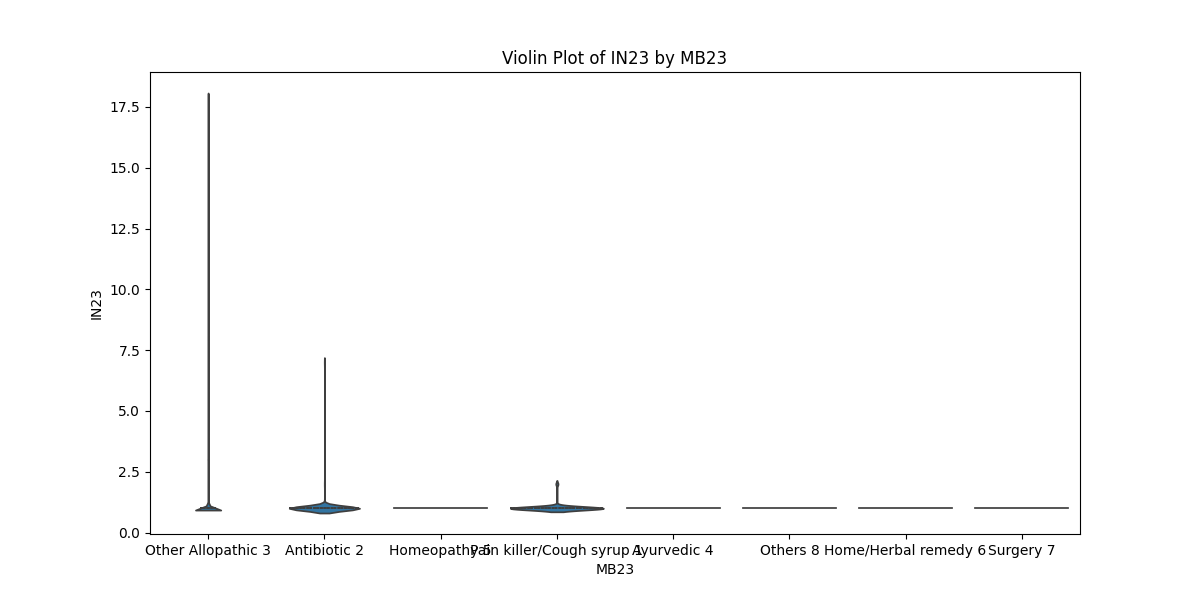 Violin Plot of IN23 by MB23
17.5
15.0
12.5
10.0
7.5
5.0
2.5
0.0
IN23
Other Allopathic 3 Antibiotic 2 Homeopathy 5 Pain killer/Cough syrup 1 Ayurvedic 4 Others 8 Home/Herbal remedy 6 Surgery 7
MB23